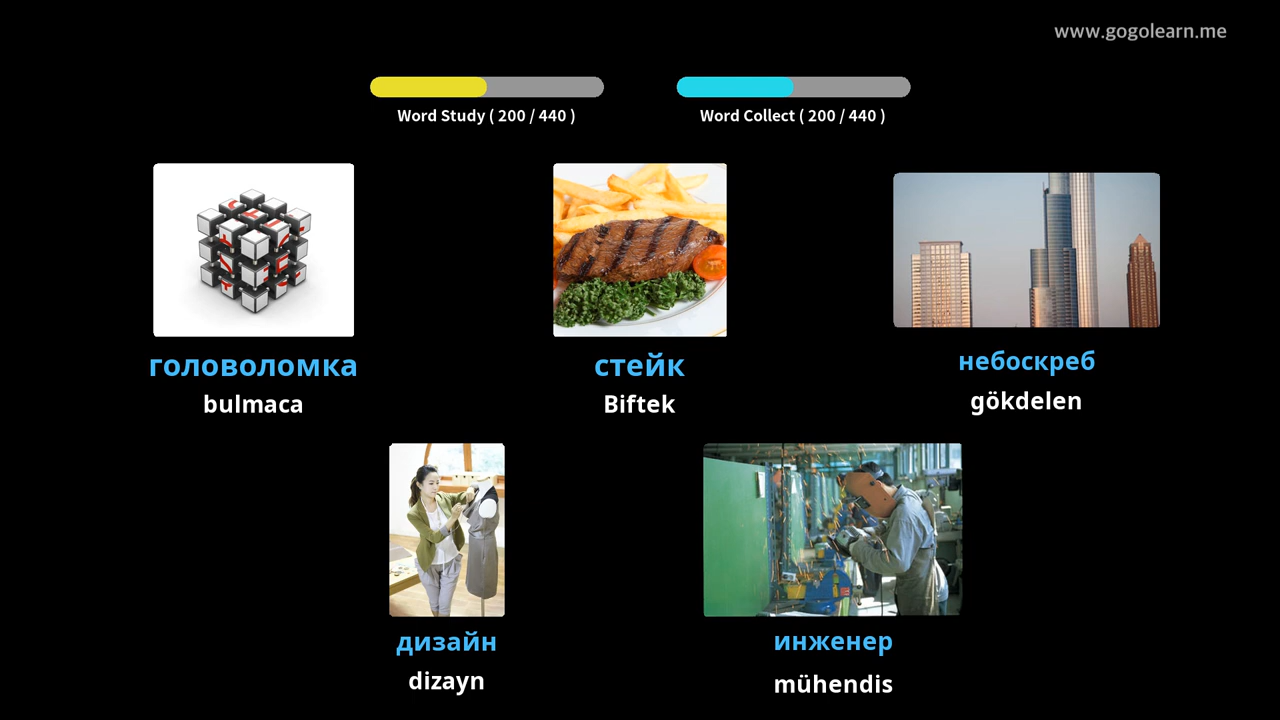 www.gogolearn.me
Word Study ( 200 / 440 )
Word Collect ( 200 / 440 )
головоломка
bulmaca
стейк
Biftek
небоскреб
gökdelen
дизайн
dizayn
инженер
mühendis